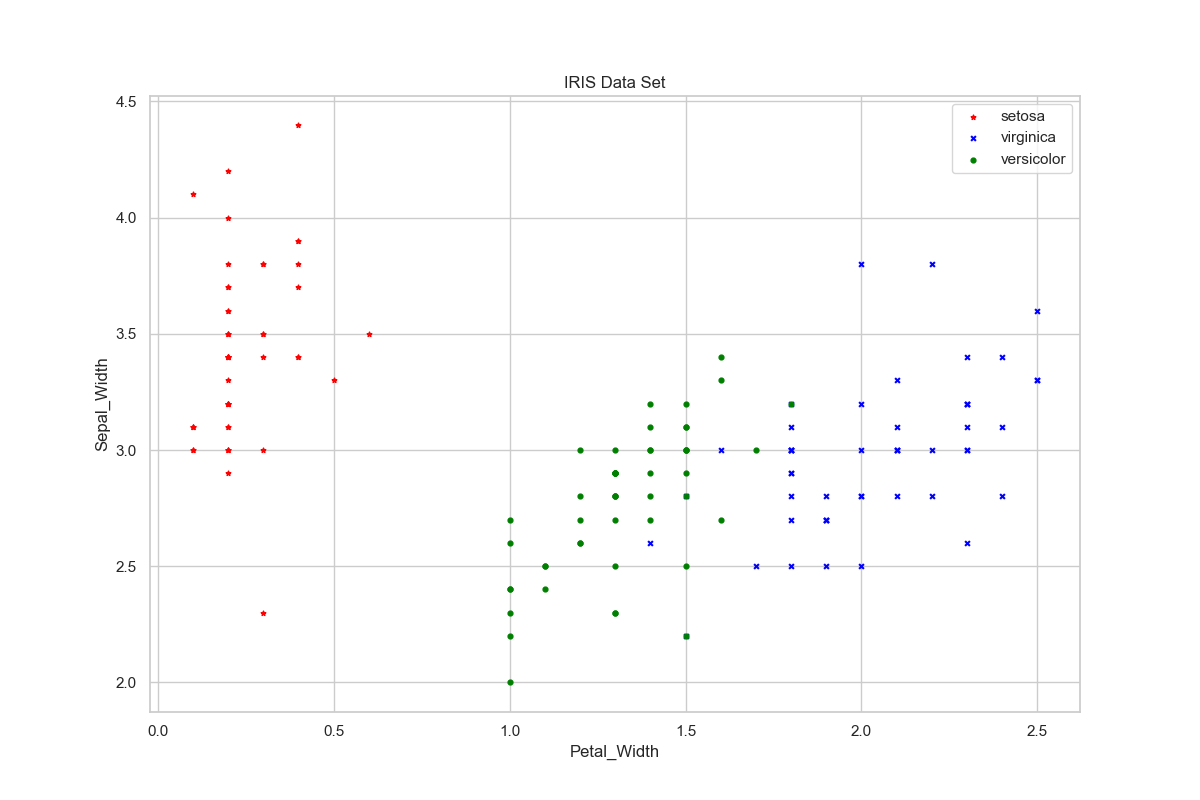 IRIS Data Set
setosa
virginica
versicolor
4.5
4.0
3.5
3.0
2.5
2.0
Sepal_Width
0.0 0.5 1.0 1.5 2.0 2.5
Petal_Width